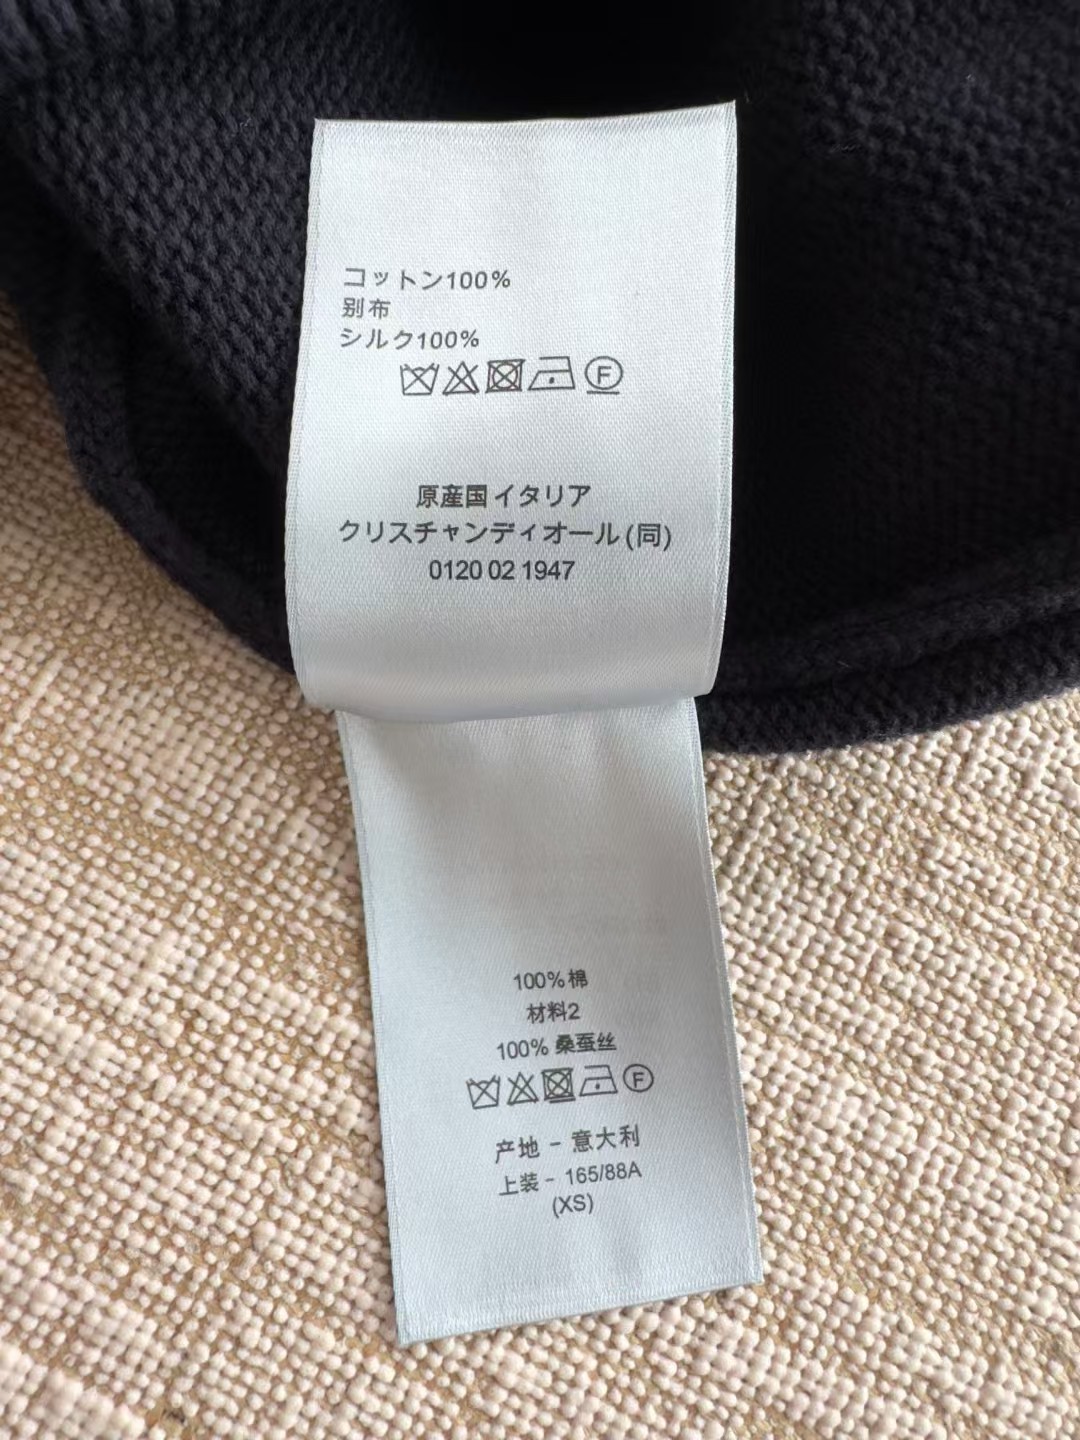 コットン100%
別布
シルク100%
F
原産国 イタリア
クリスチャンディオール (同)
0120 02 1947
100% 棉
材料2
100% 桑蚕丝
F
产地 - 意大利
上装 - 165/88A
(XS)